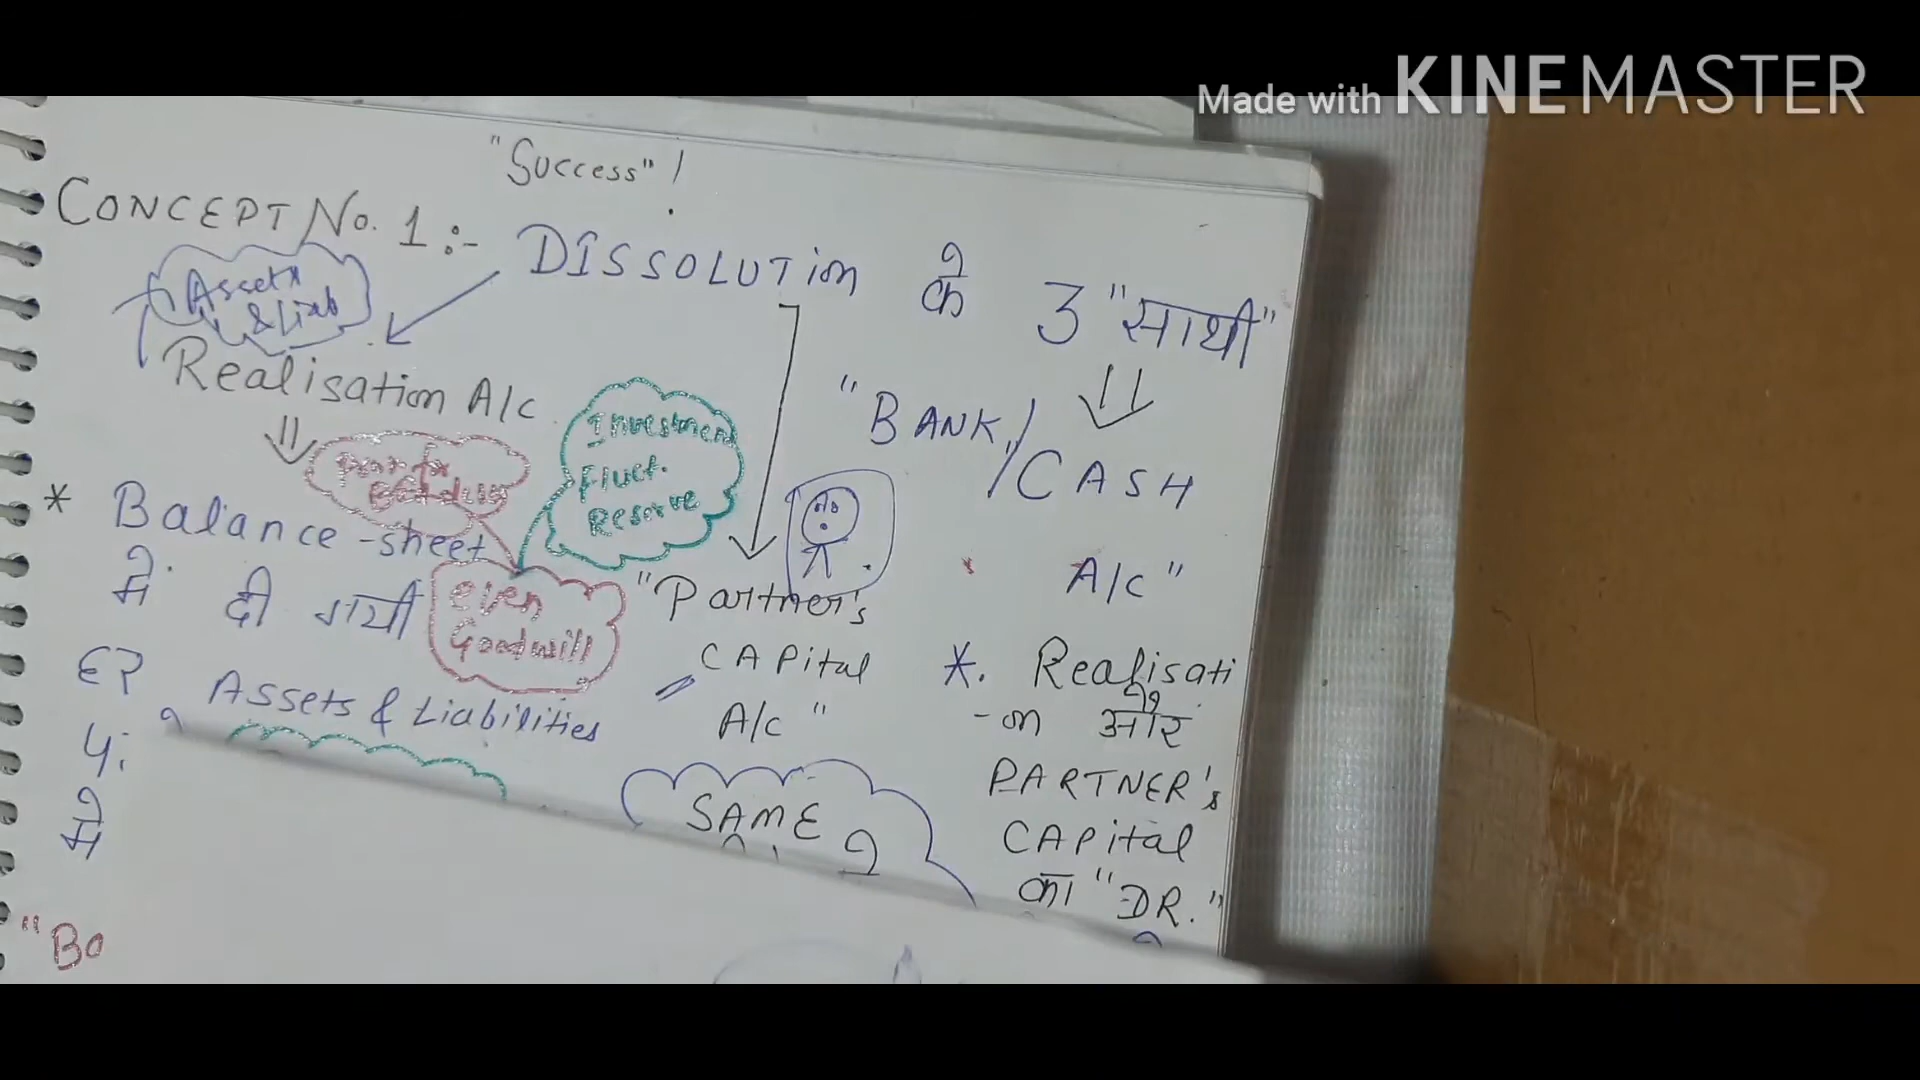 Made with KINEMASTER
"Success" !
CONCEPT No. 1 :- DISSOLUTion के 3 "साथी"
Assets
& Liab
Realisation A/c
"BANK/
CASH
A/c"
Investment
Fluct.
Reserve
* Balance-sheet
में दी गयी
even
Goodwill
Assets & Liabilities
में
"Bo
"Partner's
CAPital
A/c"
SAME
*. Realisati
-on और
PARTNER's
CAPital
का "DR."